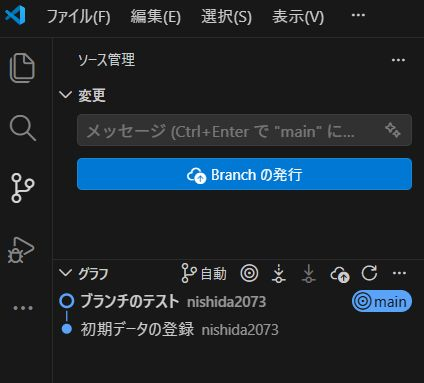 ファイル(F) 編集(E) 選択(S) 表示(V) ···
ソース管理 ···
変更
メッセージ (Ctrl+Enter で "main" に...
Branch の発行
グラフ 自動 ···
ブランチのテスト nishida2073 main
初期データの登録 nishida2073